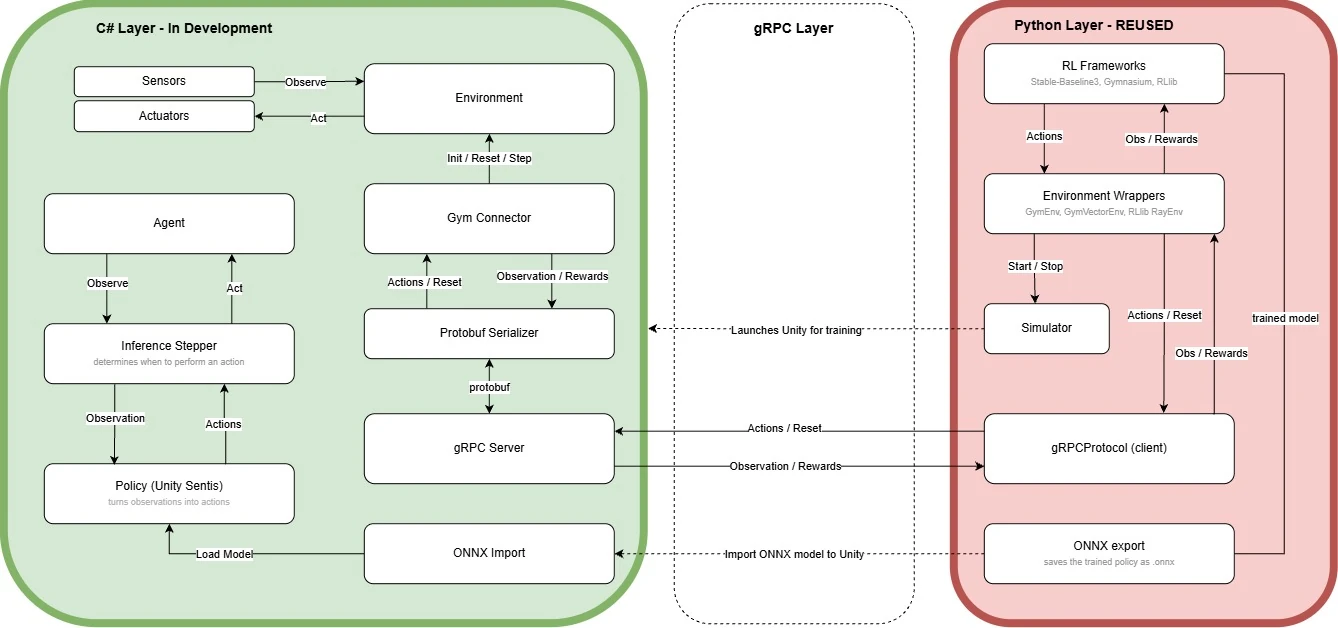 C# Layer - In Development
Sensors
Observe
Actuators
Act
Environment
Init / Reset / Step
Gym Connector
Actions / Reset
Observation / Rewards
Protobuf Serializer
protobuf
gRPC Server
Agent
Observe
Act
Inference Stepper
determines when to perform an action
Observation
Actions
Policy (Unity Sentis)
turns observations into actions
Load Model
ONNX Import
gRPC Layer
Launches Unity for training
Actions / Reset
Observation / Rewards
Import ONNX model to Unity
Python Layer - REUSED
RL Frameworks
Stable-Baseline3, Gymnasium, RLlib
Actions
Obs / Rewards
Environment Wrappers
GymEnv, GymVectorEnv, RLlib RayEnv
Start / Stop
Simulator
Actions / Reset
Obs / Rewards
trained model
gRPCProtocol (client)
ONNX export
saves the trained policy as .onnx